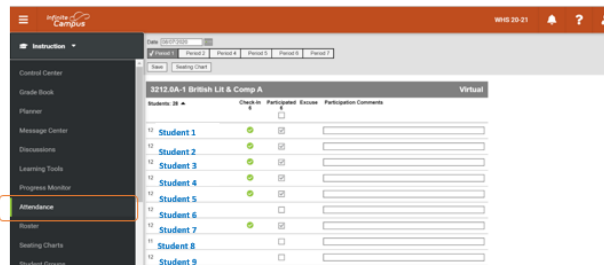 Infinite Campus
WHS 20-21
?
Instruction
Date
Period 1 Period 2 Period 4 Period 5 Period 6 Period 7
Save Seating Chart
Control Center
Grade Book
Planner
Message Center
Discussions
Learning Tools
Progress Monitor
Attendance
Roster
Seating Charts
Student Groups
3212.0A-1 British Lit & Comp A Virtual
Students: 28 Check-in Participated Excuse Participation Comments
6 6
12 Student 1
12 Student 2
12 Student 3
12 Student 4
12 Student 5
12 Student 6
12 Student 7
11 Student 8
12 Student 9